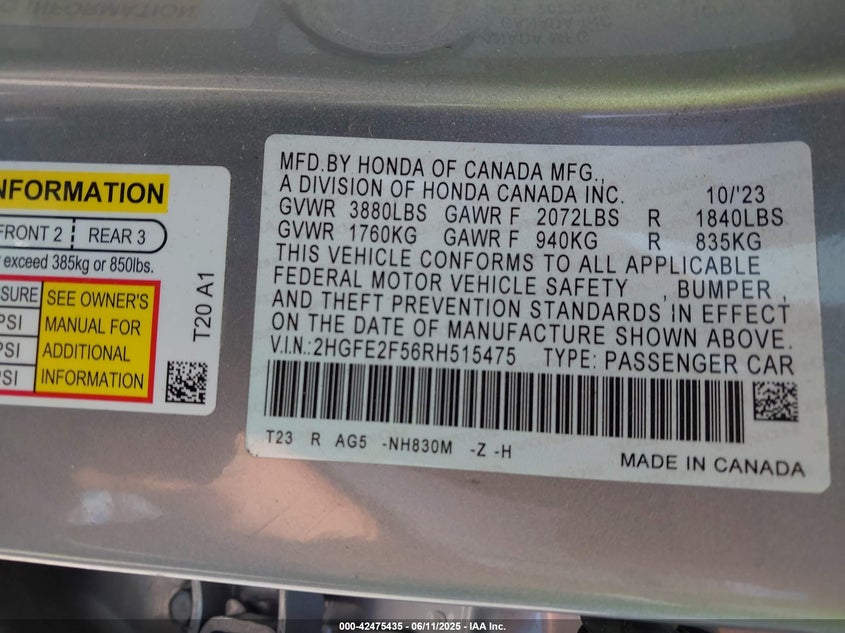 INFORMATION
FRONT 2 REAR 3
exceed 385kg or 850lbs.
SEE OWNER'S
PSI MANUAL FOR
PSI ADDITIONAL
PSI INFORMATION
T20 A1
MFD.BY HONDA OF CANADA MFG.,
A DIVISION OF HONDA CANADA INC. 10/'23
GVWR 3880LBS GAWR F 2072LBS R 1840LBS
GVWR 1760KG GAWR F 940KG R 835KG
THIS VEHICLE CONFORMS TO ALL APPLICABLE
FEDERAL MOTOR VEHICLE SAFETY , BUMPER ,
AND THEFT PREVENTION STANDARDS IN EFFECT
ON THE DATE OF MANUFACTURE SHOWN ABOVE.
V.I.N.:2HGFE2F56RH515475 TYPE: PASSENGER CAR
T23 R AG5 -NH830M -Z -H
MADE IN CANADA
000-42475435 - 06/11/2025 - IAA Inc.